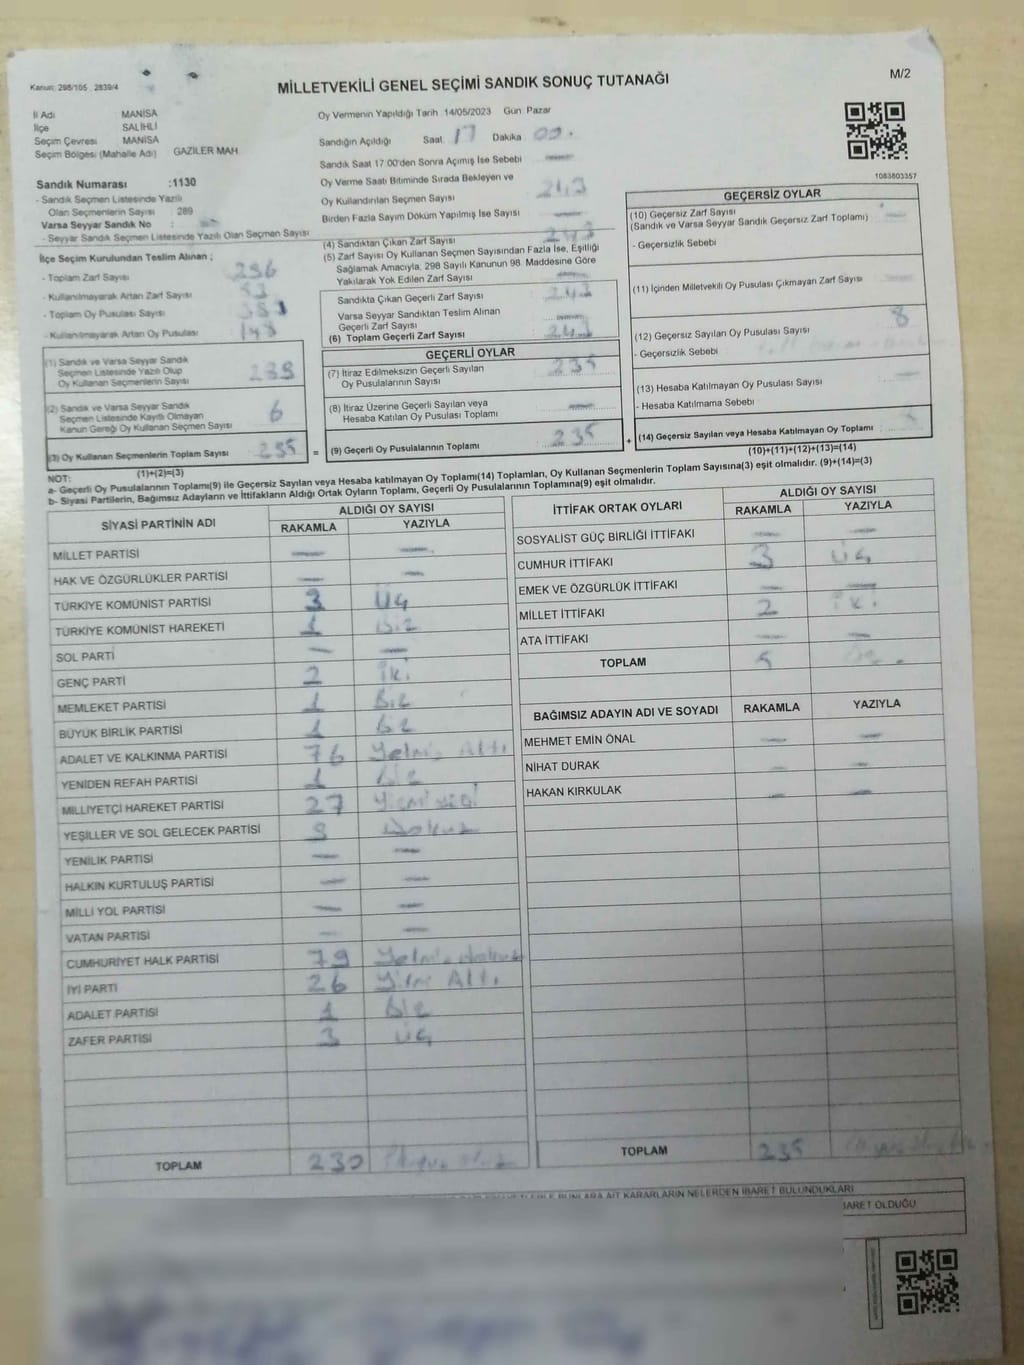 Kanun: 298/105 2839/4
MİLLETVEKİLİ GENEL SEÇİMİ SANDIK SONUÇ TUTANAĞI
M/2
İl Adı MANİSA
İlçe SALİHLİ
Seçim Çevresi MANİSA
Seçim Bölgesi (Mahalle Adı) GAZİLER MAH.
Oy Vermenin Yapıldığı Tarih 14/05/2023 Gün Pazar
Sandığın Açıldığı Saat 17 Dakika 00
Sandık Saat 17:00'den Sonra Açımış İse Sebebi —
Oy Verme Saati Bitiminde Sırada Bekleyen ve
Oy Kullandırılan Seçmen Sayısı
Birden Fazla Sayım Döküm Yapılmış İse Sayısı —
1083803357
Sandık Numarası :1130
- Sandık Seçmen Listesinde Yazılı
Olan Seçmenlerin Sayısı : 289
Varsa Seyyar Sandık No :
- Seyyar Sandık Seçmen Listesinde Yazılı Olan Seçmen Sayısı
İlçe Seçim Kurulundan Teslim Alınan ;
- Toplam Zarf Sayısı
- Kullanılmayarak Artan Zarf Sayısı
- Toplam Oy Pusulası Sayısı
- Kullanılmayarak Artan Oy Pusulası
(1) Sandık ve Varsa Seyyar Sandık
Seçmen Listesinde Yazılı Olup
Oy Kullanan Seçmenlerin Sayısı
(2) Sandık ve Varsa Seyyar Sandık
Seçmen Listesinde Kayıtlı Olmayan
Kanun Gereği Oy Kullanan Seçmen Sayısı 6
(3) Oy Kullanan Seçmenlerin Toplam Sayısı
(1)+(2)=(3)
(4) Sandıktan Çıkan Zarf Sayısı 243
(5) Zarf Sayısı Oy Kullanan Seçmen Sayısından Fazla İse, Eşitliği
Sağlamak Amacıyla, 298 Sayılı Kanunun 98. Maddesine Göre
Yakılarak Yok Edilen Zarf Sayısı —
Sandıkta Çıkan Geçerli Zarf Sayısı 243
Varsa Seyyar Sandıktan Teslim Alınan
Geçerli Zarf Sayısı
(6) Toplam Geçerli Zarf Sayısı 243
GEÇERLİ OYLAR
(7) İtiraz Edilmeksizin Geçerli Sayılan
Oy Pusulalarının Sayısı 235
(8) İtiraz Üzerine Geçerli Sayılan veya
Hesaba Katılan Oy Pusulası Toplamı —
= (9) Geçerli Oy Pusulalarının Toplamı 235
GEÇERSİZ OYLAR
(10) Geçersiz Zarf Sayısı
(Sandık ve Varsa Seyyar Sandık Geçersiz Zarf Toplamı) —
- Geçersizlik Sebebi
(11) İçinden Milletvekili Oy Pusulası Çıkmayan Zarf Sayısı
(12) Geçersiz Sayılan Oy Pusulası Sayısı 8
- Geçersizlik Sebebi
(13) Hesaba Katılmayan Oy Pusulası Sayısı
- Hesaba Katılmama Sebebi
+ (14) Geçersiz Sayılan veya Hesaba Katılmayan Oy Toplamı
(10)+(11)+(12)+(13)=(14)
NOT:
a- Geçerli Oy Pusulalarının Toplamı(9) ile Geçersiz Sayılan veya Hesaba katılmayan Oy Toplamı(14) Toplamları, Oy Kullanan Seçmenlerin Toplam Sayısına(3) eşit olmalıdır. (9)+(14)=(3)
b- Siyasi Partilerin, Bağımsız Adayların ve İttifakların Aldığı Ortak Oyların Toplamı, Geçerli Oy Pusulalarının Toplamına(9) eşit olmalıdır.
SİYASİ PARTİNİN ADI ALDIĞI OY SAYISI
RAKAMLA YAZIYLA
MİLLET PARTİSİ — —
HAK VE ÖZGÜRLÜKLER PARTİSİ — —
TÜRKİYE KOMÜNİST PARTİSİ 3 Üç
TÜRKİYE KOMÜNİST HAREKETİ 1 Bir
SOL PARTİ — —
GENÇ PARTİ 2 İki
MEMLEKET PARTİSİ 1 Bir
BÜYÜK BİRLİK PARTİSİ 1 Bir
ADALET VE KALKINMA PARTİSİ 76 Yetmiş Altı
YENİDEN REFAH PARTİSİ 1 Bir
MİLLİYETÇİ HAREKET PARTİSİ 27 Yirmi yedi
YEŞİLLER VE SOL GELECEK PARTİSİ 9 Dokuz
YENİLİK PARTİSİ — —
HALKIN KURTULUŞ PARTİSİ — —
MİLLİ YOL PARTİSİ — —
VATAN PARTİSİ — —
CUMHURİYET HALK PARTİSİ 79 Yetmiş dokuz
İYİ PARTİ 26 Yirmi Altı
ADALET PARTİSİ 1 Bir
ZAFER PARTİSİ 3 Üç
TOPLAM 230
İTTİFAK ORTAK OYLARI ALDIĞI OY SAYISI
RAKAMLA YAZIYLA
SOSYALİST GÜÇ BİRLİĞİ İTTİFAKI — —
CUMHUR İTTİFAKI 3 Üç
EMEK VE ÖZGÜRLÜK İTTİFAKI — —
MİLLET İTTİFAKI 2 İki
ATA İTTİFAKI — —
TOPLAM 5
BAĞIMSIZ ADAYIN ADI VE SOYADI RAKAMLA YAZIYLA
MEHMET EMİN ÖNAL — —
NİHAT DURAK — —
HAKAN KIRKULAK — —
TOPLAM 235
BUNLARA AİT KARARLARIN NELERDEN İBARET BULUNDUKLARI
İBARET OLDUĞU